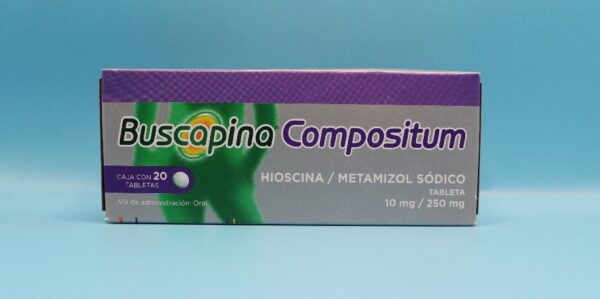 Buscapina Compositum
CAJA CON 20
TABLETAS
HIOSCINA / METAMIZOL SÓDICO
TABLETA
10 mg / 250 mg
Vía de administración: Oral